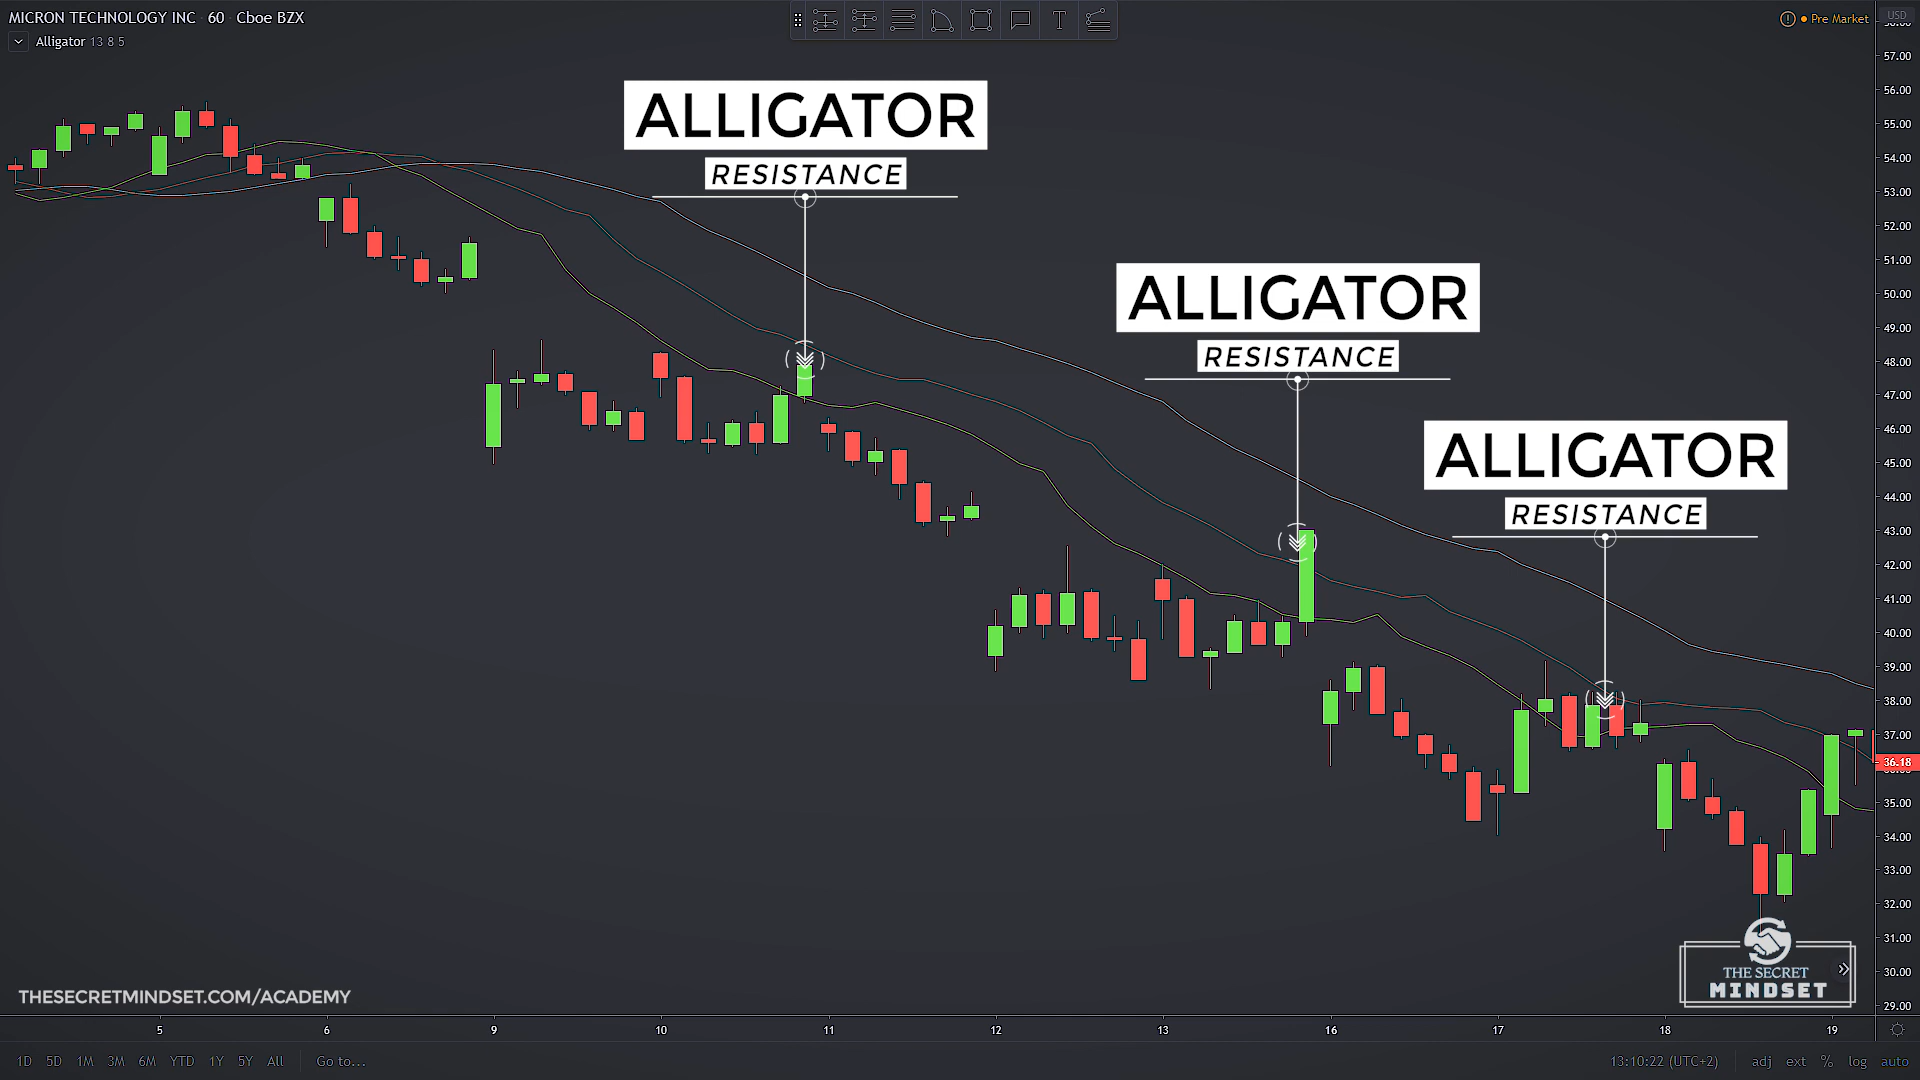 MICRON TECHNOLOGY INC 60 Cboe BZX
Alligator 13 8 5
Pre Market
USD
ALLIGATOR
RESISTANCE
ALLIGATOR
RESISTANCE
ALLIGATOR
RESISTANCE
57.00
56.00
55.00
54.00
53.00
52.00
51.00
50.00
49.00
48.00
47.00
46.00
45.00
44.00
43.00
42.00
41.00
40.00
39.00
38.00
37.00
36.18
35.00
34.00
33.00
32.00
31.00
30.00
29.00
THE SECRET
MINDSET
THESECRETMINDSET.COM/ACADEMY
5 6 9 10 11 12 13 16 17 18 19
1D 5D 1M 3M 6M YTD 1Y 5Y All Go to... 13:10:22 (UTC+2) adj ext % log auto